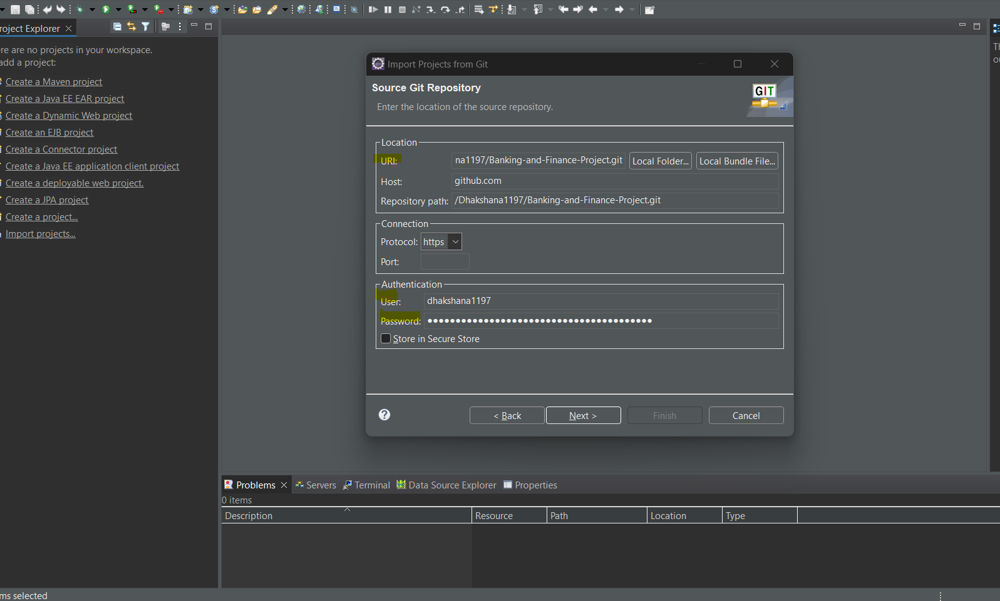 roject Explorer
re are no projects in your workspace.
add a project:
Create a Maven project
Create a Java EE EAR project
Create a Dynamic Web project
Create an EJB project
Create a Connector project
Create a Java EE application client project
Create a deployable web project.
Create a JPA project
Create a project...
Import projects...
Import Projects from Git
Source Git Repository
Enter the location of the source repository.
GIT
Location
URI: na1197/Banking-and-Finance-Project.git Local Folder... Local Bundle File...
Host: github.com
Repository path: /Dhakshana1197/Banking-and-Finance-Project.git
Connection
Protocol: https
Port:
Authentication
User: dhakshana1197
Password: ●●●●●●●●●●●●●●●●●●●●●●●●●●●●●●●●●●●●●●●●
Store in Secure Store
< Back Next > Finish Cancel
Problems Servers Terminal Data Source Explorer Properties
0 items
Description Resource Path Location Type
ms selected